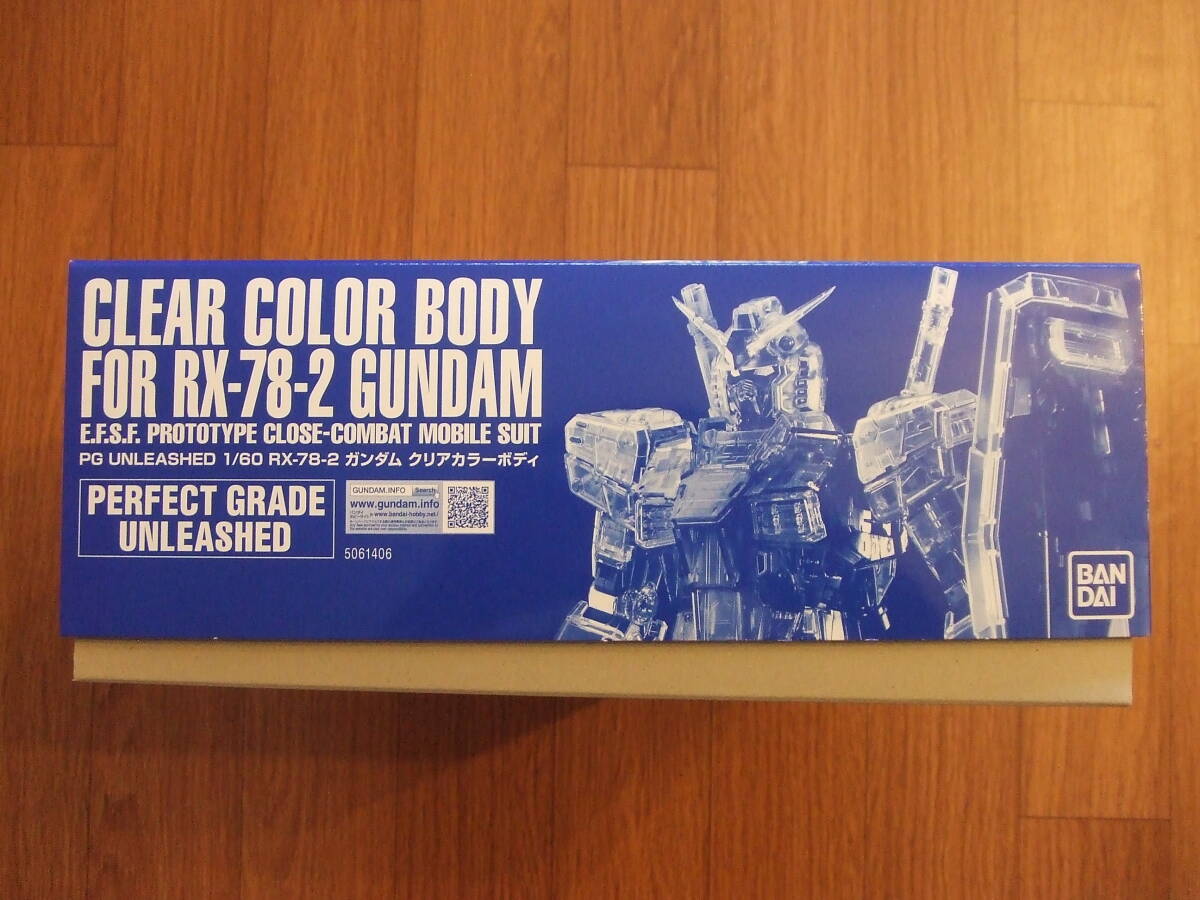 CLEAR COLOR BODY
FOR RX-78-2 GUNDAM
E.F.S.F. PROTOTYPE CLOSE-COMBAT MOBILE SUIT
PG UNLEASHED 1/60 RX-78-2 ガンダム クリアカラーボディ
PERFECT GRADE
UNLEASHED
GUNDAM.INFO Search
www.gundam.info
www.bandai-hobby.net/
5061406
BAN
DAI